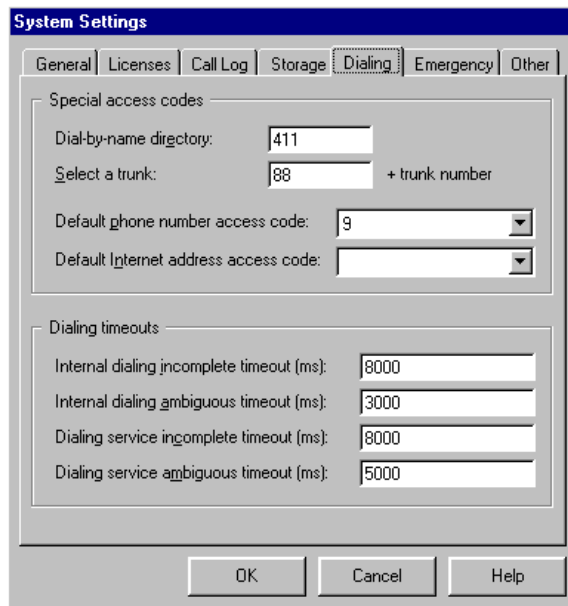 System Settings
General Licenses Call Log Storage Dialing Emergency Other
Special access codes
Dial-by-name directory: 411
Select a trunk: 88 + trunk number
Default phone number access code: 9
Default Internet address access code:
Dialing timeouts
Internal dialing incomplete timeout (ms): 8000
Internal dialing ambiguous timeout (ms): 3000
Dialing service incomplete timeout (ms): 8000
Dialing service ambiguous timeout (ms): 5000
OK Cancel Help